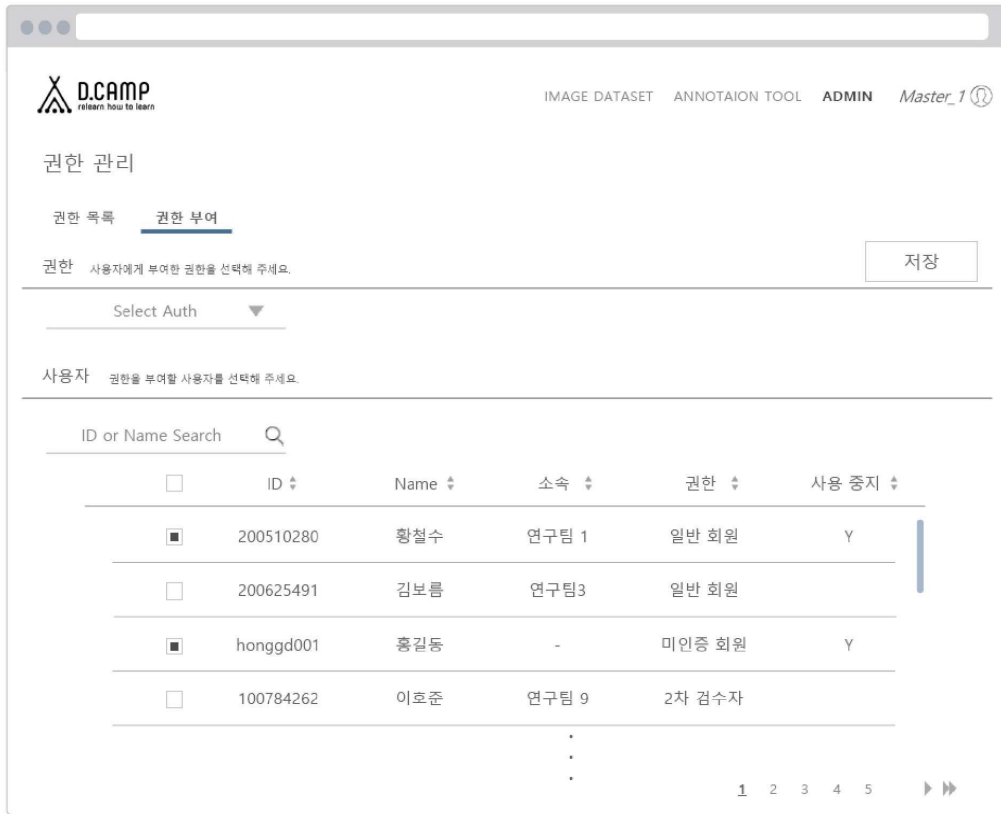 D.CAMP
relearn how to learn
IMAGE DATASET ANNOTAION TOOL ADMIN Master_1
권한 관리
권한 목록 권한 부여
권한 사용자에게 부여한 권한을 선택해 주세요. 저장
Select Auth
사용자 권한을 부여할 사용자를 선택해 주세요.
ID or Name Search
ID Name 소속 권한 사용 중지
200510280 황철수 연구팀 1 일반 회원 Y
200625491 김보름 연구팀3 일반 회원
honggd001 홍길동 - 미인증 회원 Y
100784262 이호준 연구팀 9 2차 검수자
1 2 3 4 5